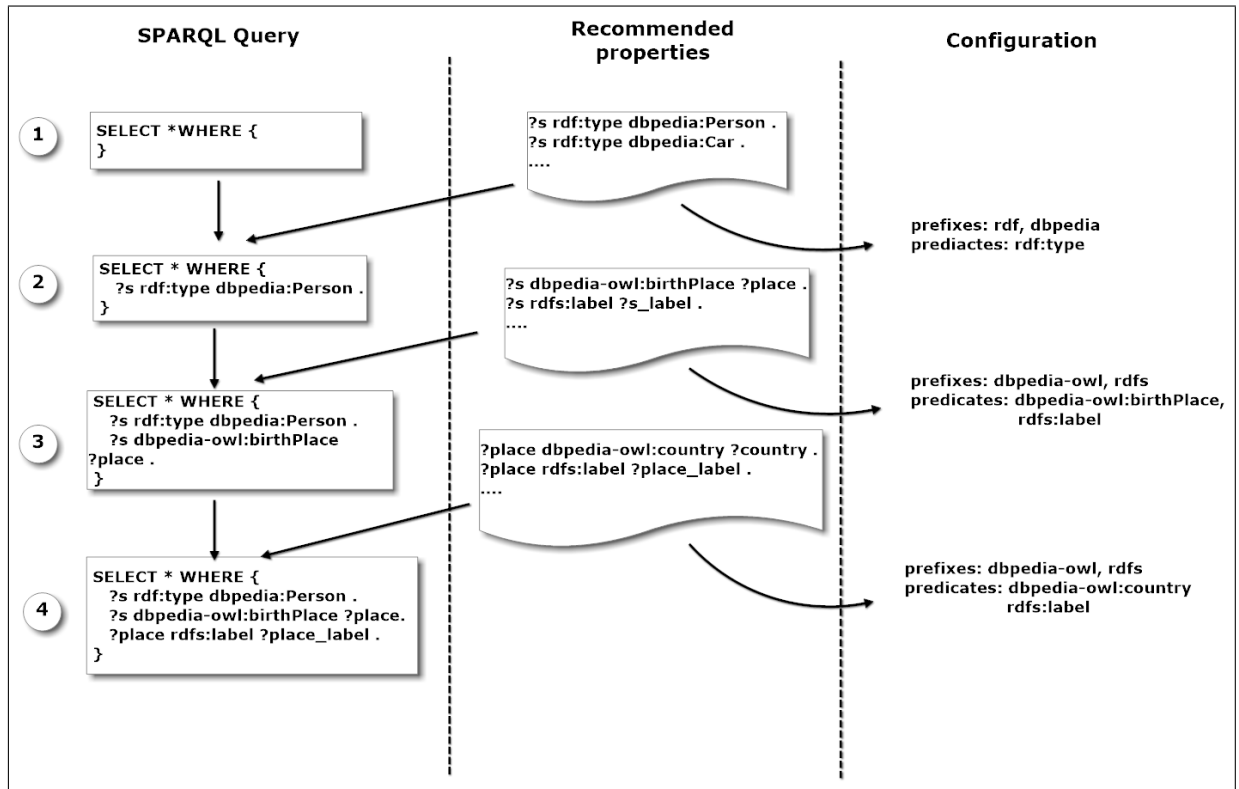 SPARQL Query
Recommended
properties
Configuration
1
SELECT *WHERE {
}
?s rdf:type dbpedia:Person .
?s rdf:type dbpedia:Car .
....
prefixes: rdf, dbpedia
prediactes: rdf:type
2
SELECT * WHERE {
?s rdf:type dbpedia:Person .
}
?s dbpedia-owl:birthPlace ?place .
?s rdfs:label ?s_label .
....
prefixes: dbpedia-owl, rdfs
predicates: dbpedia-owl:birthPlace,
rdfs:label
3
SELECT * WHERE {
?s rdf:type dbpedia:Person .
?s dbpedia-owl:birthPlace
?place .
}
?place dbpedia-owl:country ?country .
?place rdfs:label ?place_label .
....
prefixes: dbpedia-owl, rdfs
predicates: dbpedia-owl:country
rdfs:label
4
SELECT * WHERE {
?s rdf:type dbpedia:Person .
?s dbpedia-owl:birthPlace ?place.
?place rdfs:label ?place_label .
}